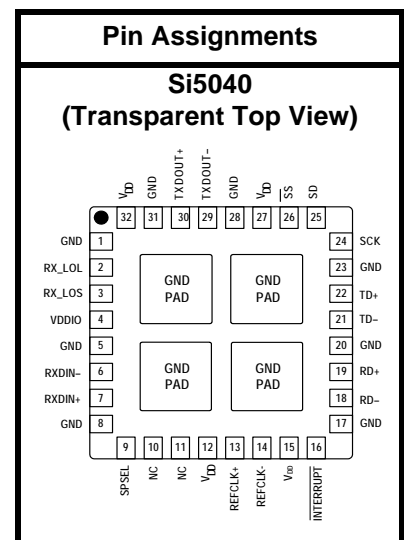 Pin Assignments
Si5040
(Transparent Top View)
VDD
GND
TXDOUT+
TXDOUT–
GND
VDD
SS
SD
32 31 30 29 28 27 26 25
GND 1
RX_LOL 2
RX_LOS 3
VDDIO 4
GND 5
RXDIN– 6
RXDIN+ 7
GND 8
GND
PAD
GND
PAD
GND
PAD
GND
PAD
24 SCK
23 GND
22 TD+
21 TD–
20 GND
19 RD+
18 RD–
17 GND
9 10 11 12 13 14 15 16
SPSEL
NC
NC
VDD
REFCLK+
REFCLK-
VDD
INTERRUPT